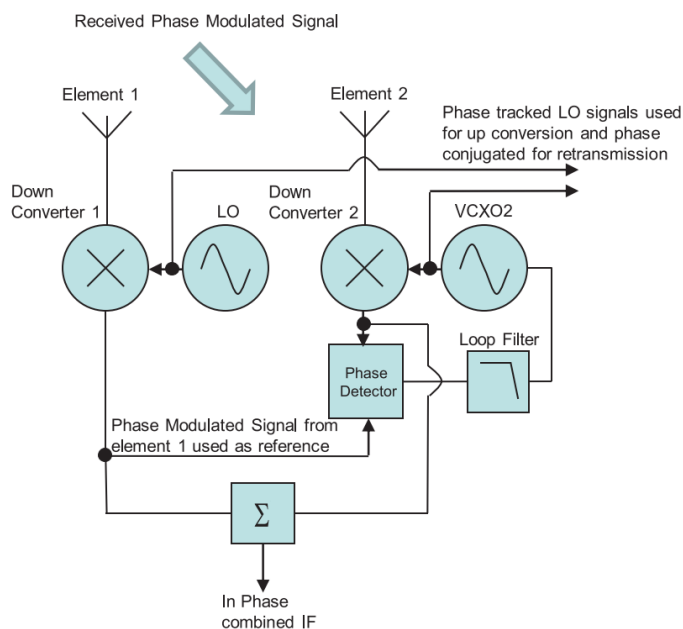 Received Phase Modulated Signal
Element 1
Element 2
Phase tracked LO signals used
for up conversion and phase
conjugated for retransmission
Down
Converter 1
LO
Down
Converter 2
VCXO2
Loop Filter
Phase
Detector
Phase Modulated Signal from
element 1 used as reference
Σ
In Phase
combined IF